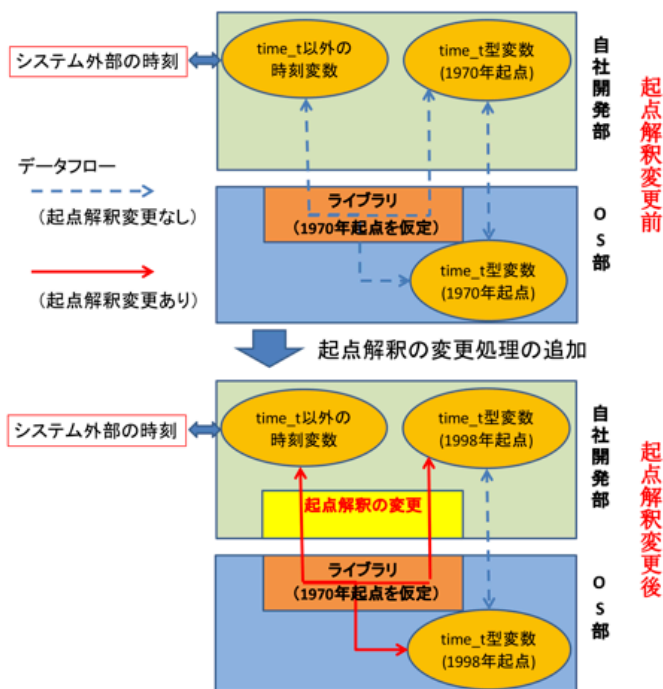 time_t以外の
時刻変数
time_t型変数
(1970年起点)
システム外部の時刻
自社開発部
起点解釈変更前
データフロー
(起点解釈変更なし)
(起点解釈変更あり)
ライブラリ
(1970年起点を仮定)
time_t型変数
(1970年起点)
OS部
起点解釈の変更処理の追加
time_t以外の
時刻変数
time_t型変数
(1998年起点)
システム外部の時刻
自社開発部
起点解釈変更後
起点解釈の変更
ライブラリ
(1970年起点を仮定)
time_t型変数
(1998年起点)
OS部